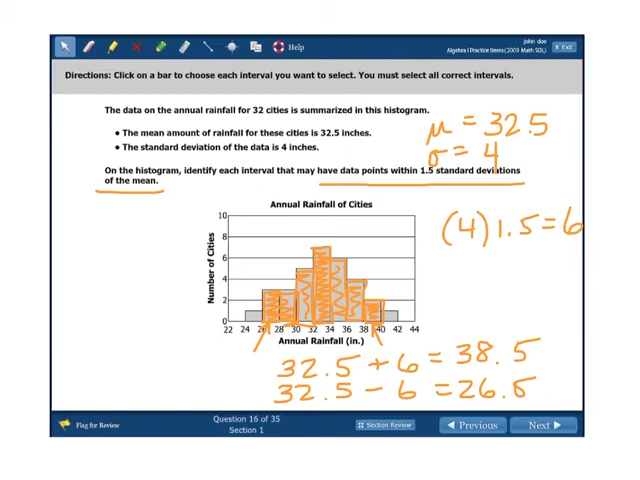 john doe
Algebra I Practice Items (2009 Math SOL)
Help
Exit
Directions: Click on a bar to choose each interval you want to select. You must select all correct intervals.
The data on the annual rainfall for 32 cities is summarized in this histogram.
• The mean amount of rainfall for these cities is 32.5 inches.
• The standard deviation of the data is 4 inches.
On the histogram, identify each interval that may have data points within 1.5 standard deviations
of the mean.
μ = 32.5
σ = 4
(4) 1.5 = 6
Annual Rainfall of Cities
Number of Cities
10
8
6
4
2
0
22 24 26 28 30 32 34 36 38 40 42 44
Annual Rainfall (in.)
32.5 + 6 = 38.5
32.5 - 6 = 26.5
Flag for Review
Question 16 of 35
Section 1
Section Review
Previous
Next